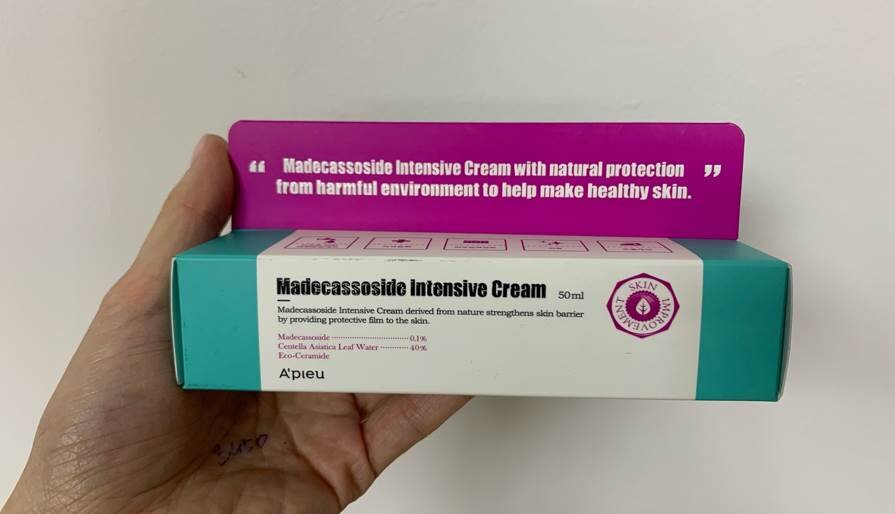 “ Madecassoside Intensive Cream with natural protection ”
from harmful environment to help make healthy skin.
Madecassoside Intensive Cream 50ml
Madecassoside Intensive Cream derived from nature strengthens skin barrier
by providing protective film to the skin.
Madecassoside 0.1%
Centella Asiatica Leaf Water 40%
Eco-Ceramide
A'pieu
SKIN
IMPROVEMENT